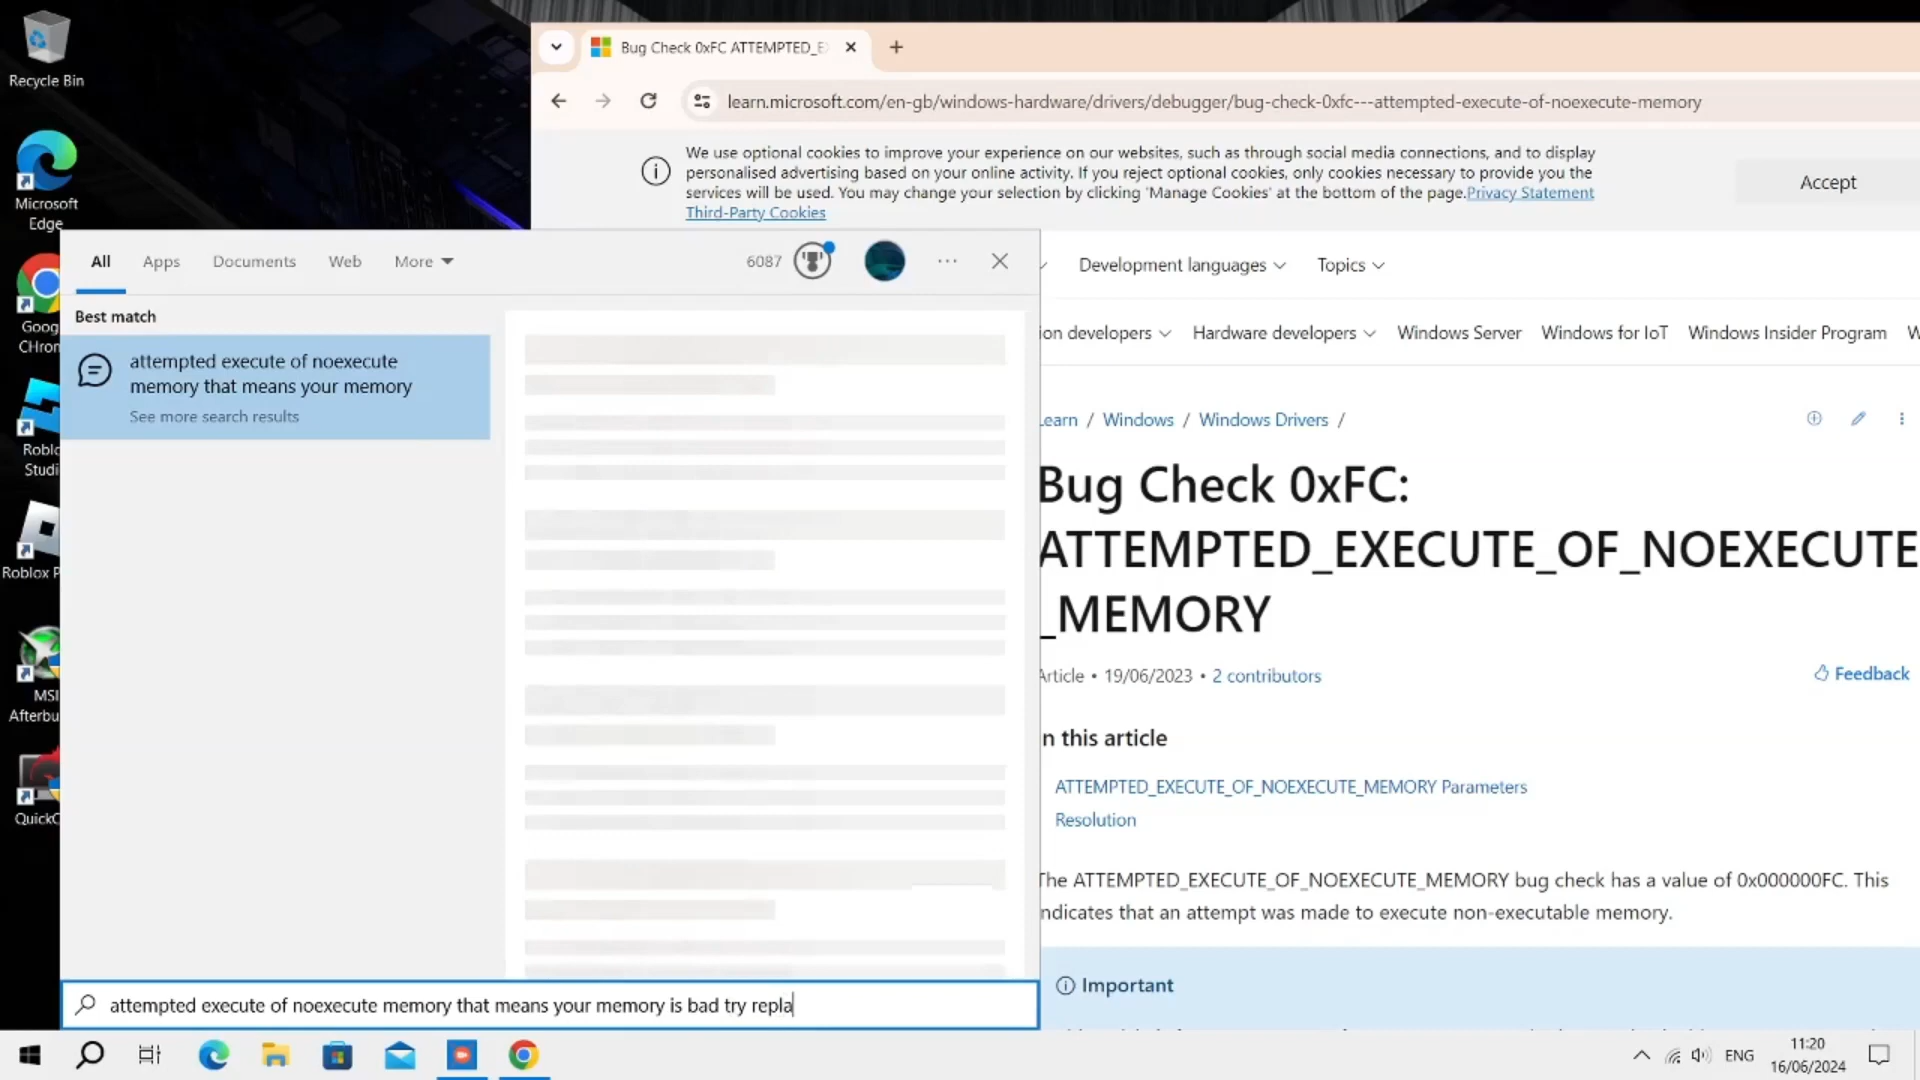 Recycle Bin
Microsoft
Edge
Goog
CHron
Roblo
Studi
Roblox P
MSI
Afterbu
QuickC
Bug Check 0xFC ATTEMPTED_E
learn.microsoft.com/en-gb/windows-hardware/drivers/debugger/bug-check-0xfc---attempted-execute-of-noexecute-memory
We use optional cookies to improve your experience on our websites, such as through social media connections, and to display
personalised advertising based on your online activity. If you reject optional cookies, only cookies necessary to provide you the
services will be used. You may change your selection by clicking 'Manage Cookies' at the bottom of the page.Privacy Statement
Third-Party Cookies
Accept
All Apps Documents Web More 6087
Best match
attempted execute of noexecute
memory that means your memory
See more search results
attempted execute of noexecute memory that means your memory is bad try repla
Development languages Topics
ion developers Hardware developers Windows Server Windows for IoT Windows Insider Program W
Learn / Windows / Windows Drivers /
Bug Check 0xFC:
ATTEMPTED_EXECUTE_OF_NOEXECUTE
_MEMORY
Article • 19/06/2023 • 2 contributors
Feedback
n this article
ATTEMPTED_EXECUTE_OF_NOEXECUTE_MEMORY Parameters
Resolution
The ATTEMPTED_EXECUTE_OF_NOEXECUTE_MEMORY bug check has a value of 0x000000FC. This
ndicates that an attempt was made to execute non-executable memory.
Important
ENG
11:20
16/06/2024